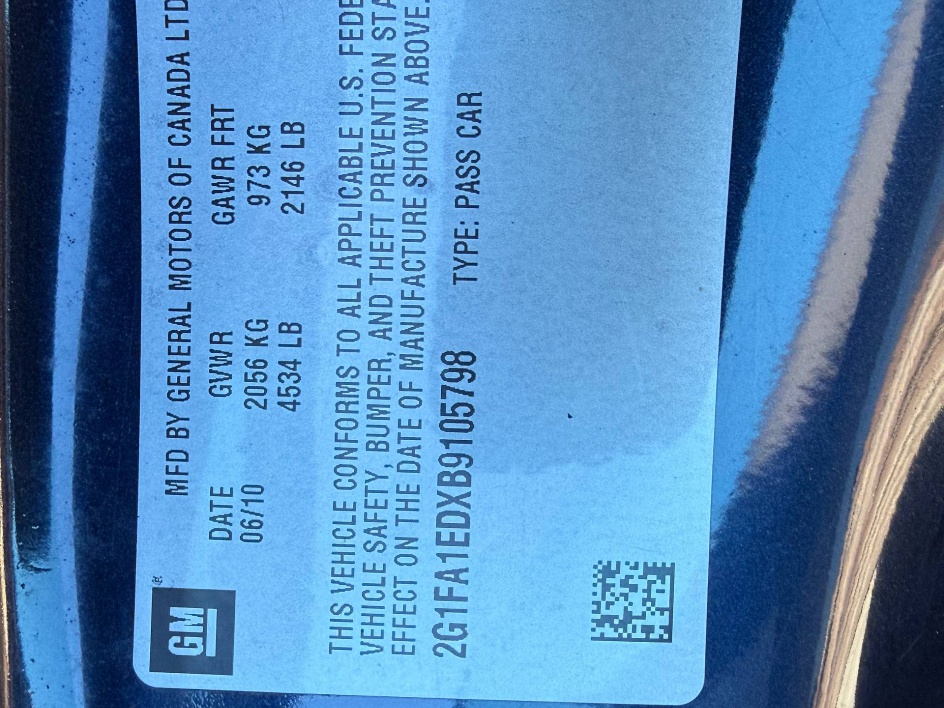 GM®
MFD BY GENERAL MOTORS OF CANADA LTD
DATE GVWR GAWR FRT
06/10 2056 KG 973 KG
4534 LB 2146 LB
THIS VEHICLE CONFORMS TO ALL APPLICABLE U.S. FEDE
VEHICLE SAFETY, BUMPER, AND THEFT PREVENTION STA
EFFECT ON THE DATE OF MANUFACTURE SHOWN ABOVE.
2G1FA1EDXB9105798 TYPE: PASS CAR